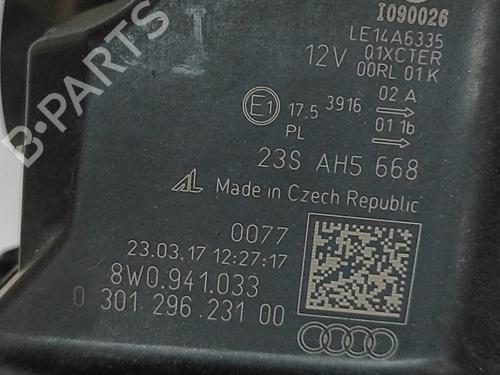 I090026
LE14A6335
12V 01XCTER
00RL 01K
E1 17.5 3916 02 A
PL 01 1b
23S AH5 668
AL Made in Czech Republic
0077
23.03.17 12:27:17
8W0.941.033
0 301 296 231 00
B-PARTS